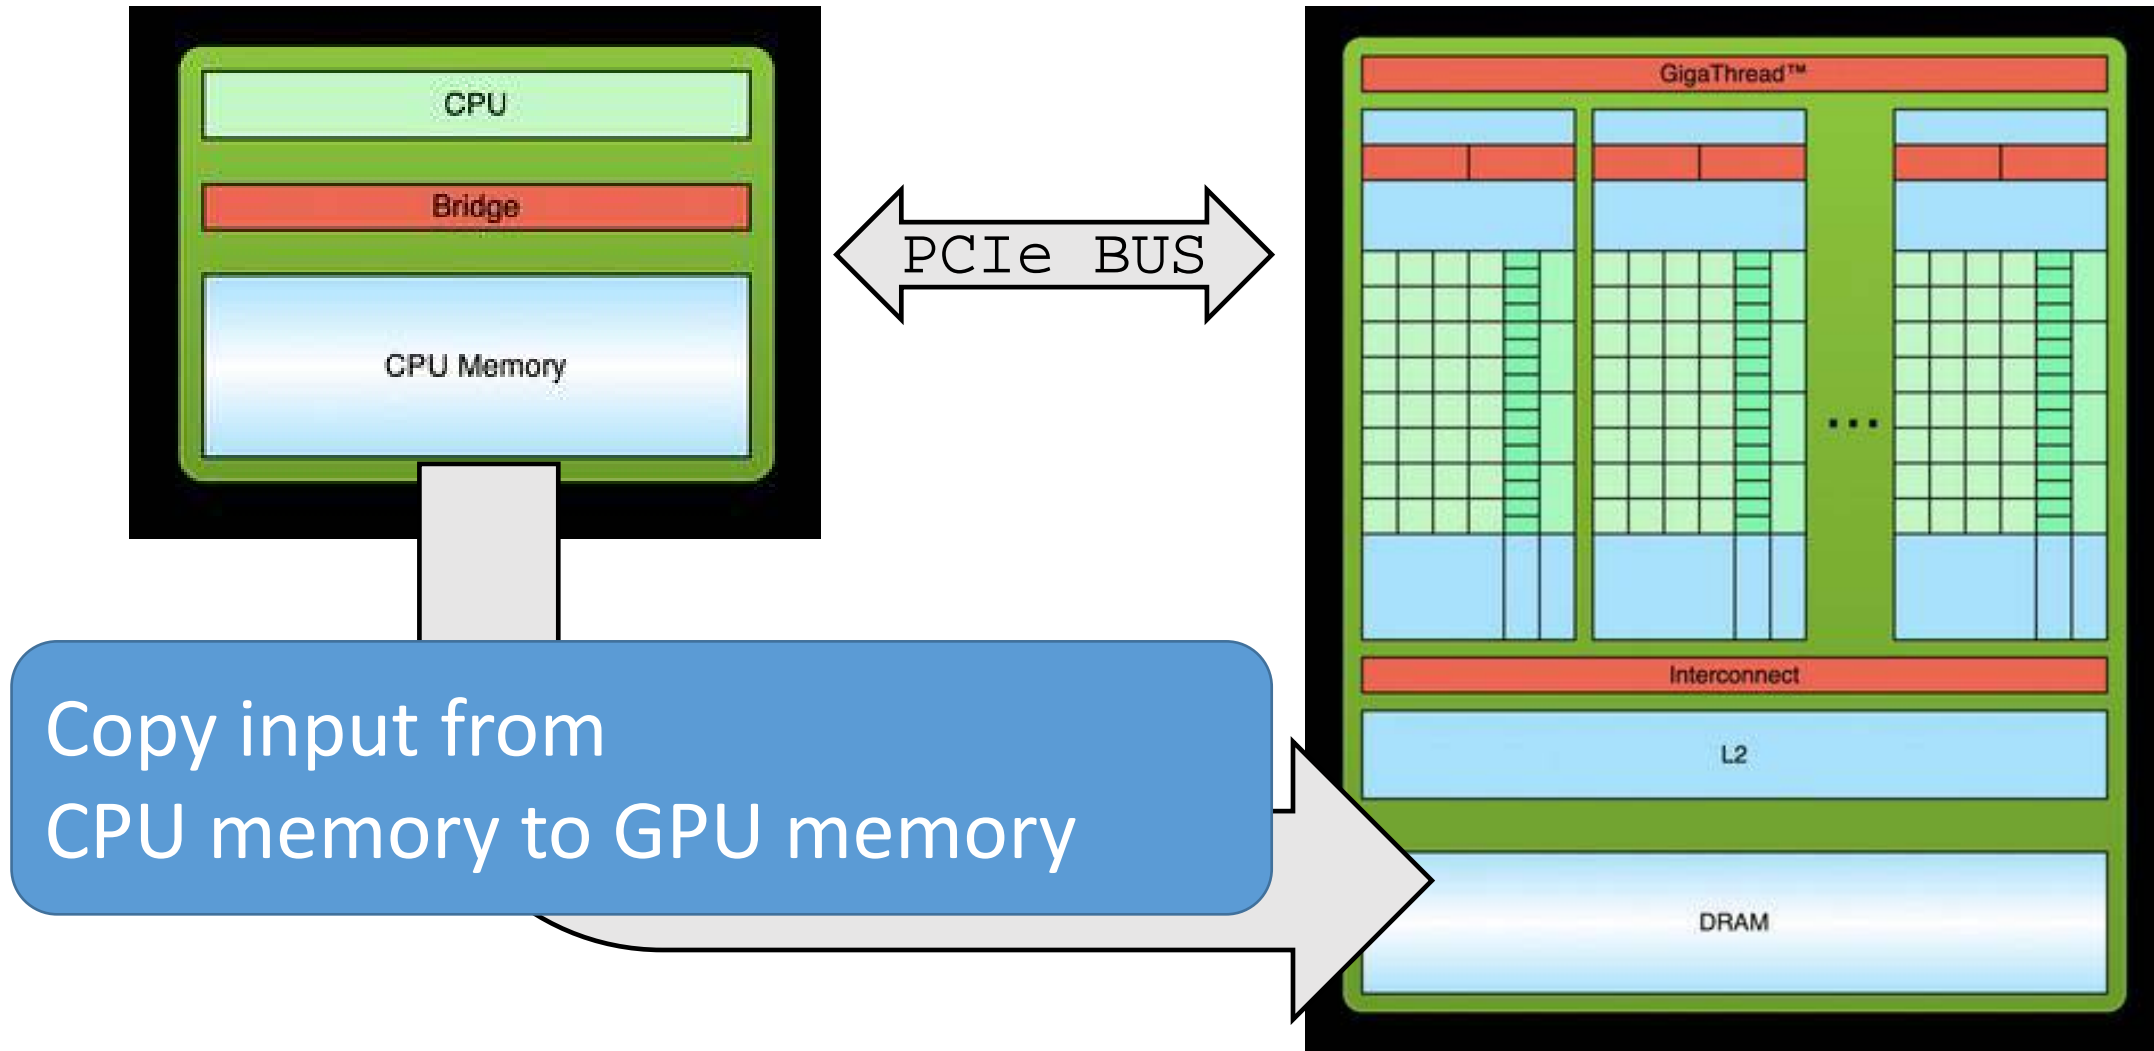 CPU
Bridge
CPU Memory
PCIe BUS
GigaThread™
...
Interconnect
L2
DRAM
Copy input from
CPU memory to GPU memory